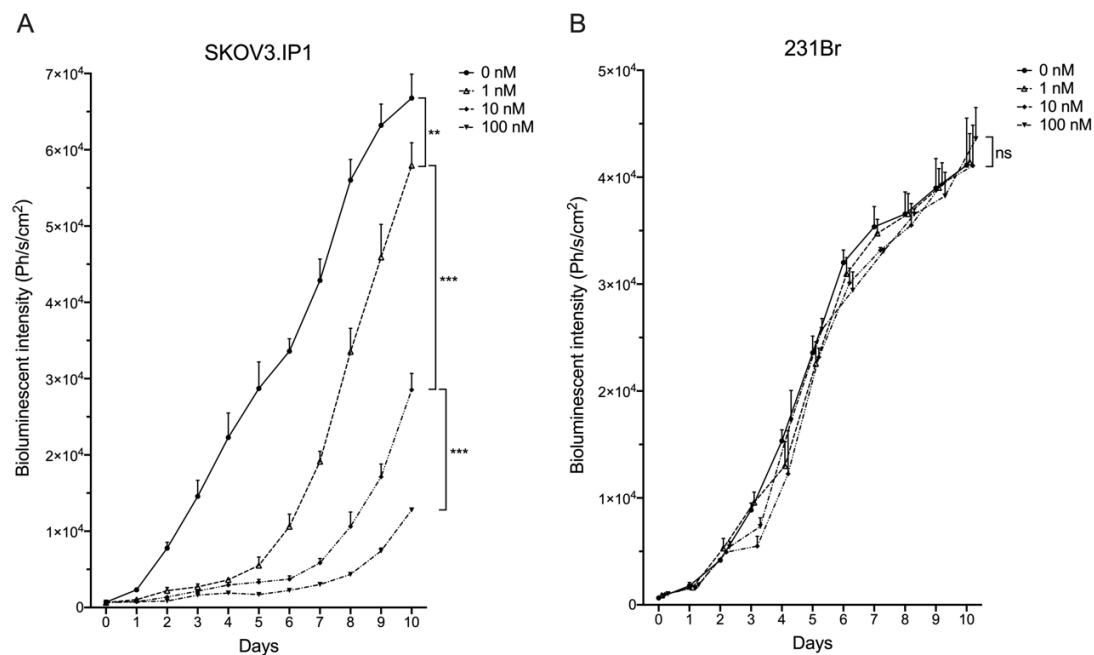 A
SKOV3.IP1
0 nM
1 nM
10 nM
100 nM
7×10⁴
6×10⁴
5×10⁴
4×10⁴
3×10⁴
2×10⁴
1×10⁴
0
Bioluminescent intensity (Ph/s/cm²)
**
***
***
0 1 2 3 4 5 6 7 8 9 10
Days
B
231Br
0 nM
1 nM
10 nM
100 nM
5×10⁴
4×10⁴
3×10⁴
2×10⁴
1×10⁴
0
Bioluminescent intensity (Ph/s/cm²)
ns
0 1 2 3 4 5 6 7 8 9 10
Days